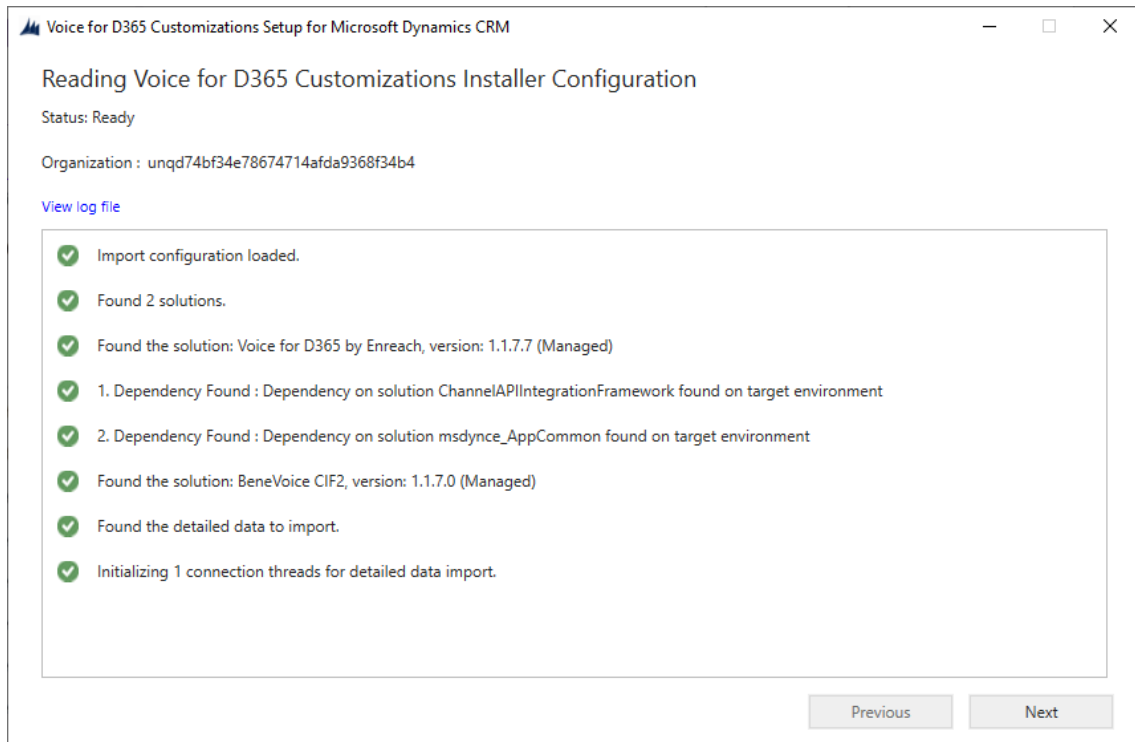 Voice for D365 Customizations Setup for Microsoft Dynamics CRM
Reading Voice for D365 Customizations Installer Configuration
Status: Ready
Organization : unqd74bf34e78674714afda9368f34b4
View log file
Import configuration loaded.
Found 2 solutions.
Found the solution: Voice for D365 by Enreach, version: 1.1.7.7 (Managed)
1. Dependency Found : Dependency on solution ChannelAPIIntegrationFramework found on target environment
2. Dependency Found : Dependency on solution msdynce_AppCommon found on target environment
Found the solution: BeneVoice CIF2, version: 1.1.7.0 (Managed)
Found the detailed data to import.
Initializing 1 connection threads for detailed data import.
Previous
Next